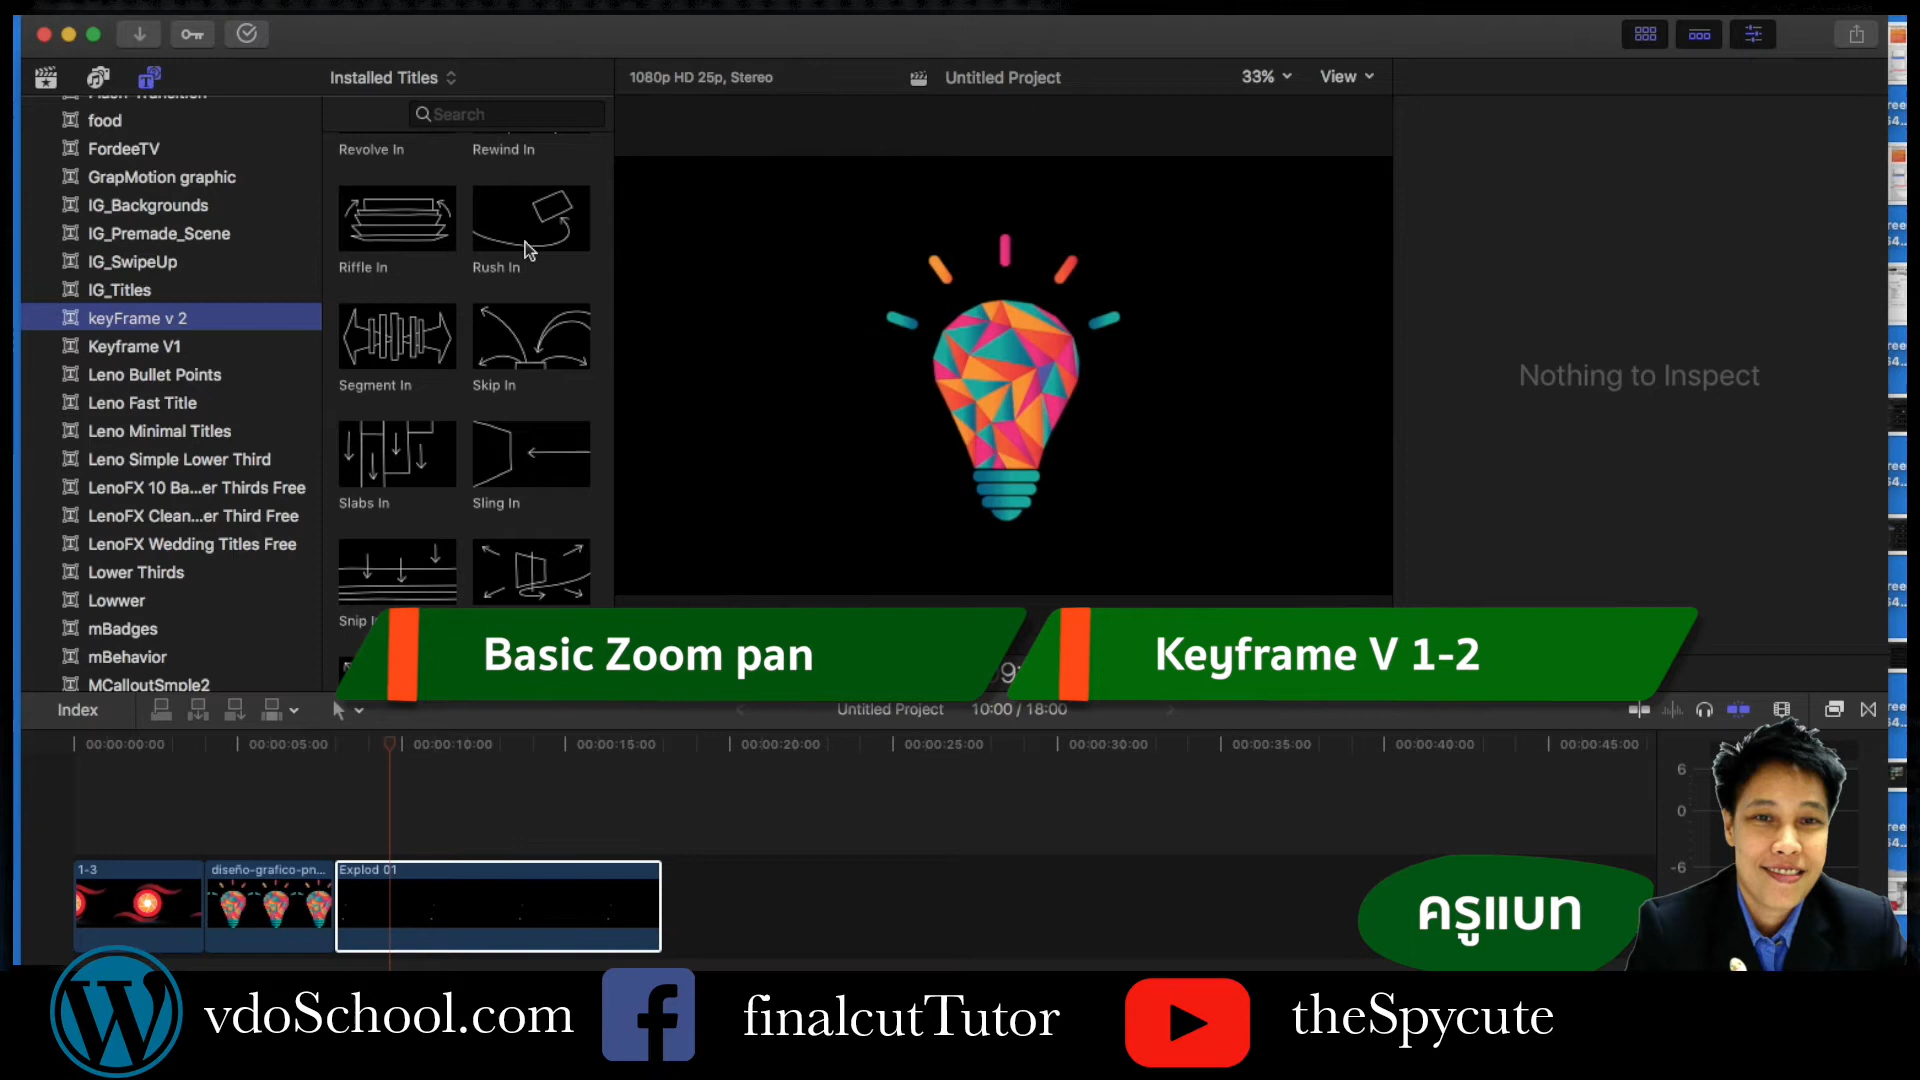 Installed Titles
1080p HD 25p, Stereo
Untitled Project
33%
View
Search
food
FordeeTV
GrapMotion graphic
IG_Backgrounds
IG_Premade_Scene
IG_SwipeUp
IG_Titles
keyFrame v 2
Keyframe V1
Leno Bullet Points
Leno Fast Title
Leno Minimal Titles
Leno Simple Lower Third
LenoFX 10 Ba...er Thirds Free
LenoFX Clean...er Third Free
LenoFX Wedding Titles Free
Lower Thirds
Lowwer
mBadges
mBehavior
MCalloutSmple2
Revolve In
Rewind In
Riffle In
Rush In
Segment In
Skip In
Slabs In
Sling In
Snip
Nothing to Inspect
Basic Zoom pan
Keyframe V 1-2
Index
Untitled Project
10:00 / 18:00
00:00:00:00
00:00:05:00
00:00:10:00
00:00:15:00
00:00:20:00
00:00:25:00
00:00:30:00
00:00:35:00
00:00:40:00
00:00:45:00
6
0
-6
1-3
diseño-grafico-pn...
Explod 01
ครูแบท
vdoSchool.com
finalcutTutor
theSpycute